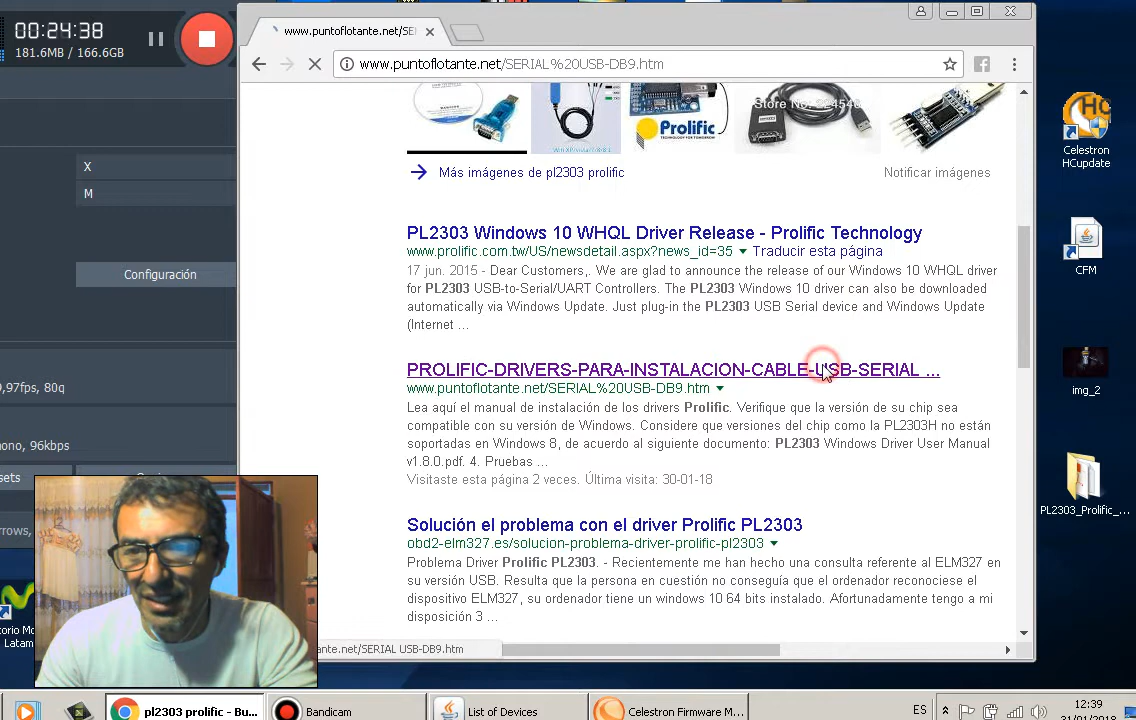 00:24:38
181.6MB / 166.6GB
X
M
Configuración
9,97fps, 80q
ono, 96kbps
sets
rrows,
torio Mo
Latam
www.puntoflotante.net/SE
www.puntoflotante.net/SERIAL%20USB-DB9.htm
Prolific
TECHNOLOGY FOR TOMORROW
Más imágenes de pl2303 prolific
Notificar imágenes
PL2303 Windows 10 WHQL Driver Release - Prolific Technology
www.prolific.com.tw/US/newsdetail.aspx?news_id=35 Traducir esta página
17 jun. 2015 - Dear Customers,. We are glad to announce the release of our Windows 10 WHQL driver
for PL2303 USB-to-Serial/UART Controllers. The PL2303 Windows 10 driver can also be downloaded
automatically via Windows Update. Just plug-in the PL2303 USB Serial device and Windows Update
(Internet ...
PROLIFIC-DRIVERS-PARA-INSTALACION-CABLE-USB-SERIAL ...
www.puntoflotante.net/SERIAL%20USB-DB9.htm
Lea aquí el manual de instalación de los drivers Prolific. Verifique que la versión de su chip sea
compatible con su versión de Windows. Considere que versiones del chip como la PL2303H no están
soportadas en Windows 8, de acuerdo al siguiente documento: PL2303 Windows Driver User Manual
v1.8.0.pdf. 4. Pruebas ...
Visitaste esta página 2 veces. Última visita: 30-01-18
Solución el problema con el driver Prolific PL2303
obd2-elm327.es/solucion-problema-driver-prolific-pl2303
Problema Driver Prolific PL2303. - Recientemente me han hecho una consulta referente al ELM327 en
su versión USB. Resulta que la persona en cuestión no conseguía que el ordenador reconociese el
dispositivo ELM327, su ordenador tiene un windows 10 64 bits instalado. Afortunadamente tengo a mi
disposición 3 ...
ante.net/SERIAL USB-DB9.htm
Celestron
HCupdate
CFM
img_2
PL2303_Prolific_...
pl2303 prolific - Bu...
Bandicam
List of Devices
Celestron Firmware M...
ES
12:39
31/01/2018